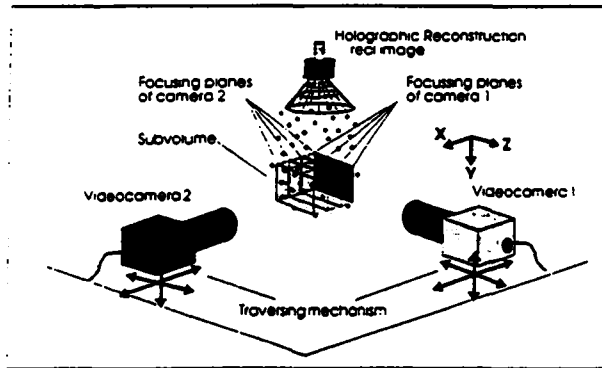 Holographic Reconstruction
real image
Focusing planes
of camera 2
Focussing planes
of camera 1
Subvolume
X
Z
Y
Videocamera 2
Videocamera 1
Traversing mechanism